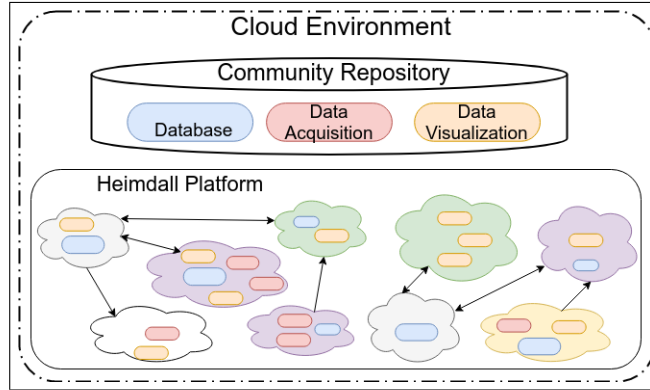 Cloud Environment
Community Repository
Database
Data
Acquisition
Data
Visualization
Heimdall Platform